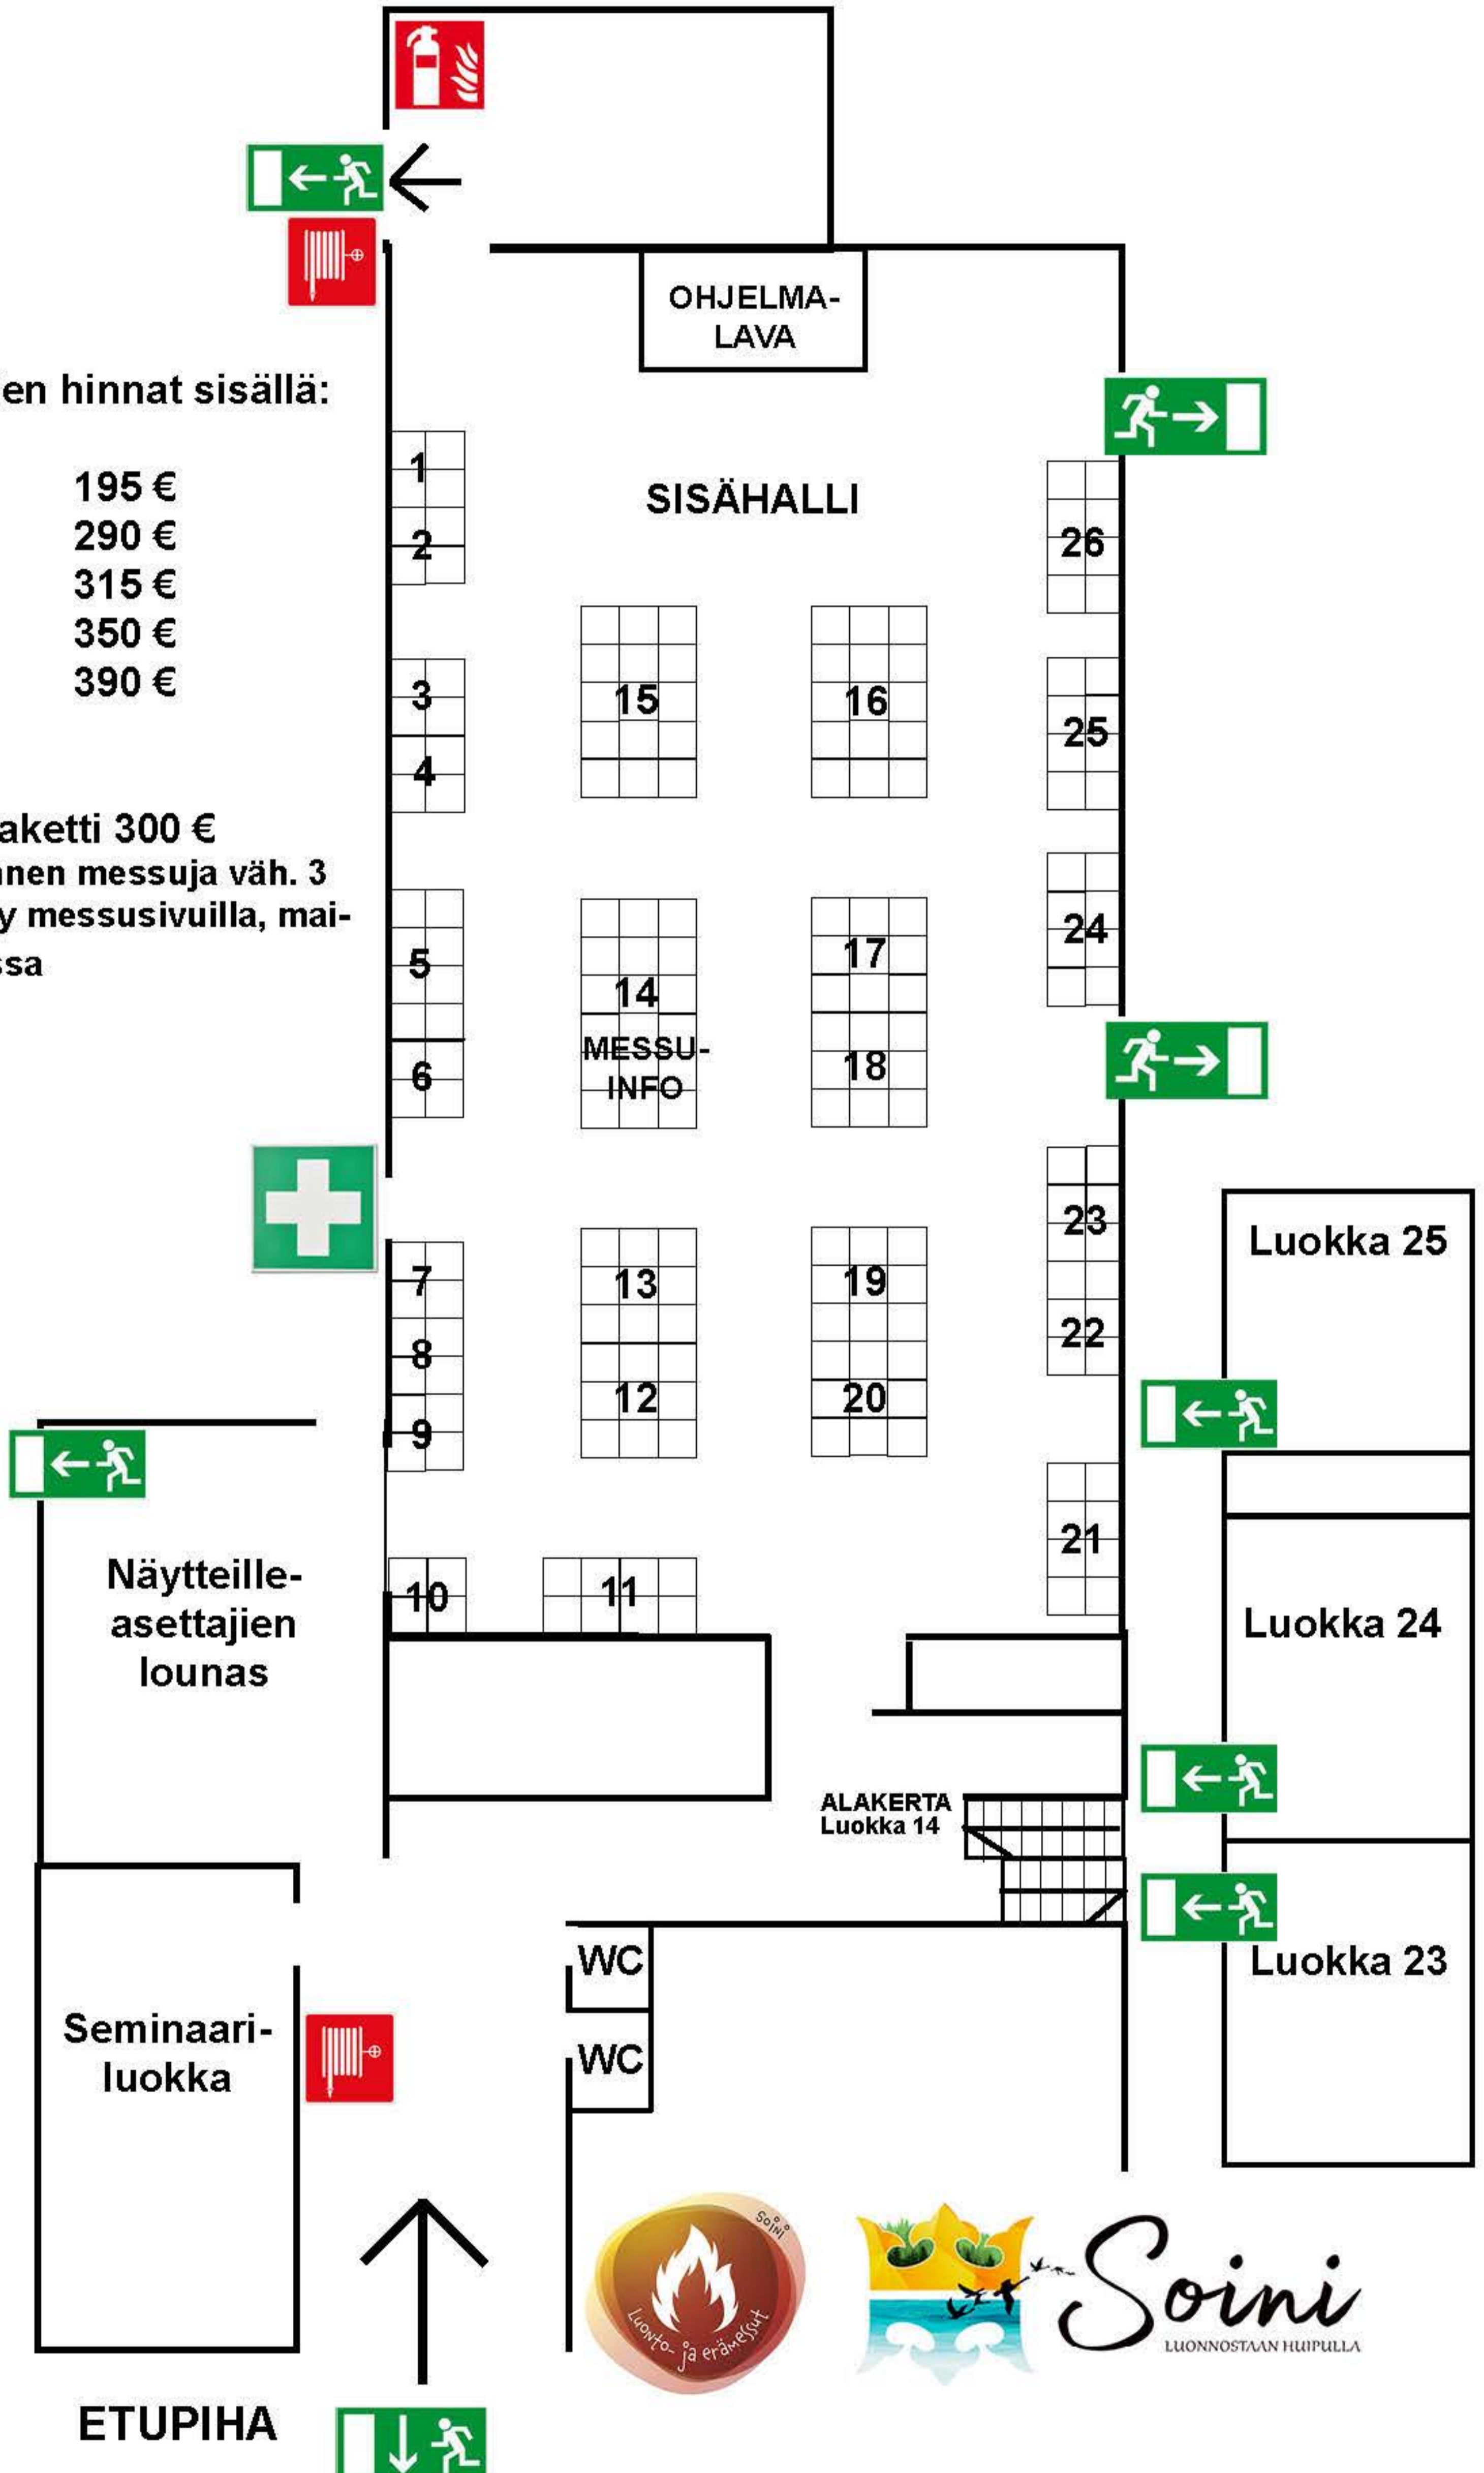 OHJELMA-
LAVA
en hinnat sisällä:
195 €
290 €
315 €
350 €
390 €
aketti 300 €
nen messuja väh. 3
y messusivuilla, mai-
ssa
SISÄHALLI
1
2
3
4
5
6
7
8
9
10
11
12
13
14
MESSU-
INFO
15
16
17
18
19
20
21
22
23
24
25
26
Luokka 25
Luokka 24
Luokka 23
Näytteille-
asettajien
lounas
ALAKERTA
Luokka 14
WC
WC
Seminaari-
luokka
ETUPIHA
Soini
Luonto- ja erämessut
Soini
LUONNOSTAAN HUIPULLA